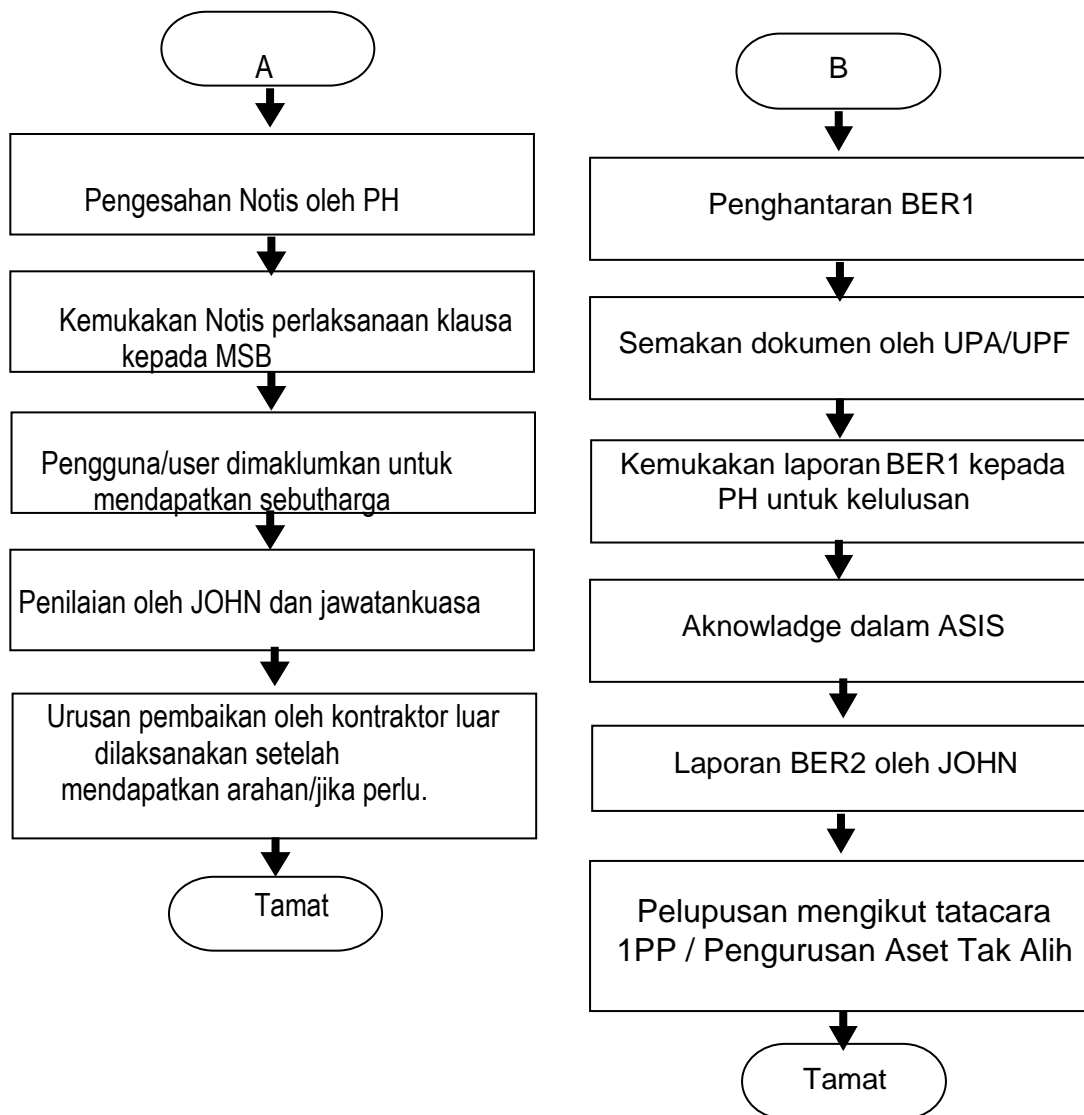 A
Pengesahan Notis oleh PH
Kemukakan Notis perlaksanaan klausa
kepada MSB
Pengguna/user dimaklumkan untuk
mendapatkan sebutharga
Penilaian oleh JOHN dan jawatankuasa
Urusan pembaikan oleh kontraktor luar
dilaksanakan setelah
mendapatkan arahan/jika perlu.
Tamat
B
Penghantaran BER1
Semakan dokumen oleh UPA/UPF
Kemukakan laporan BER1 kepada
PH untuk kelulusan
Aknowladge dalam ASIS
Laporan BER2 oleh JOHN
Pelupusan mengikut tatacara
1PP / Pengurusan Aset Tak Alih
Tamat